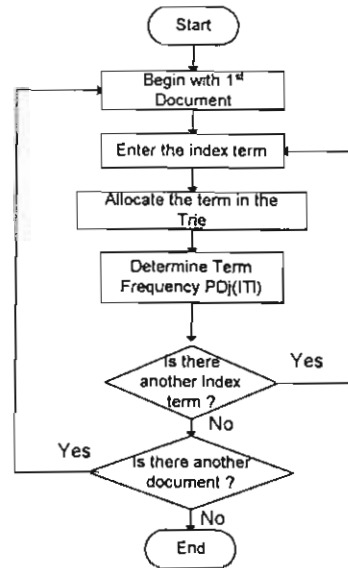 Start
Begin with 1st
Document
Enter the index term
Allocate the term in the
Trie
Determine Term
Frequency PDj(ITI)
Is there
another Index
term ?
Yes
No
Yes
Is there another
document ?
No
End